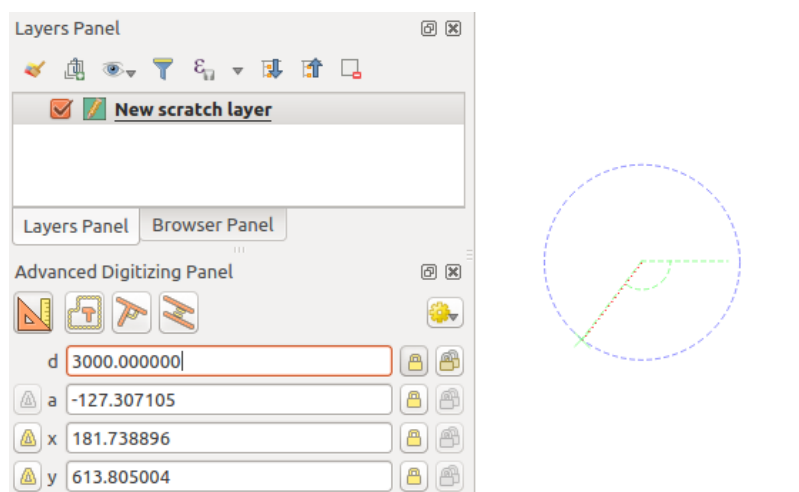 Layers Panel
New scratch layer
Layers Panel Browser Panel
Advanced Digitizing Panel
d 3000.000000
a -127.307105
x 181.738896
y 613.805004